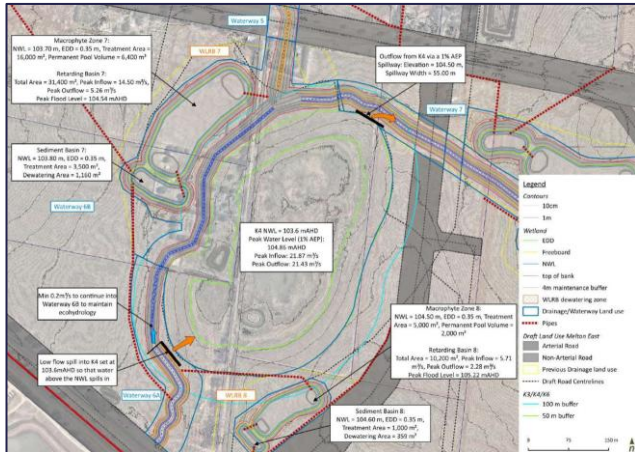 Macrophyte Zone 7:
NWL = 103.70 m, EDD = 0.35 m, Treatment Area =
16,000 m², Permanent Pool Volume = 6,400 m³
Retarding Basin 7:
Total Area = 31,400 m², Peak Inflow = 14.50 m³/s,
Peak Outflow = 5.26 m³/s
Peak Flood Level = 104.54 mAHD
Waterway 5
WLRB 7
Outflow from K4 via a 1% AEP
Spillway: Elevation = 104.50 m,
Spillway Width = 55.00 m
Waterway 7
Sediment Basin 7:
NWL = 103.80 m, EDD = 0.35 m,
Treatment Area = 3,500 m²,
Dewatering Area = 1,160 m²
Waterway 6B
K4 NWL = 103.6 mAHD
Peak Water Level (1% AEP):
104.86 mAHD
Peak Inflow: 21.87 m³/s
Peak Outflow: 21.43 m³/s
Min 0.2m³/s to continue into
Waterway 6B to maintain
ecohydrology
Low flow spill into K4 set at
103.6mAHD so that water
above the NWL spills in
Waterway 6A
WLRB 8
Macrophyte Zone 8:
NWL = 104.50 m, EDD = 0.35 m, Treatment
Area = 5,000 m², Permanent Pool Volume =
2,000 m³
Retarding Basin 8:
Total Area = 10,200 m², Peak Inflow = 5.71
m³/s, Peak Outflow = 2.28 m³/s
Peak Flood Level = 105.22 mAHD
Sediment Basin 8:
NWL = 104.60 m, EDD = 0.35 m,
Treatment Area = 1,000 m²,
Dewatering Area = 359 m²
Legend
Contours
10cm
1m
Wetland
EDD
Freeboard
NWL
top of bank
4m maintenance buffer
WLRB dewatering zone
Drainage/Waterway Land use
Pipes
Draft Land Use Melton East
Arterial Road
Non-Arterial Road
Previous Drainage land use
Draft Road Centrelines
K3/K4/K6
100 m buffer
50 m buffer
0 75 150 m
n